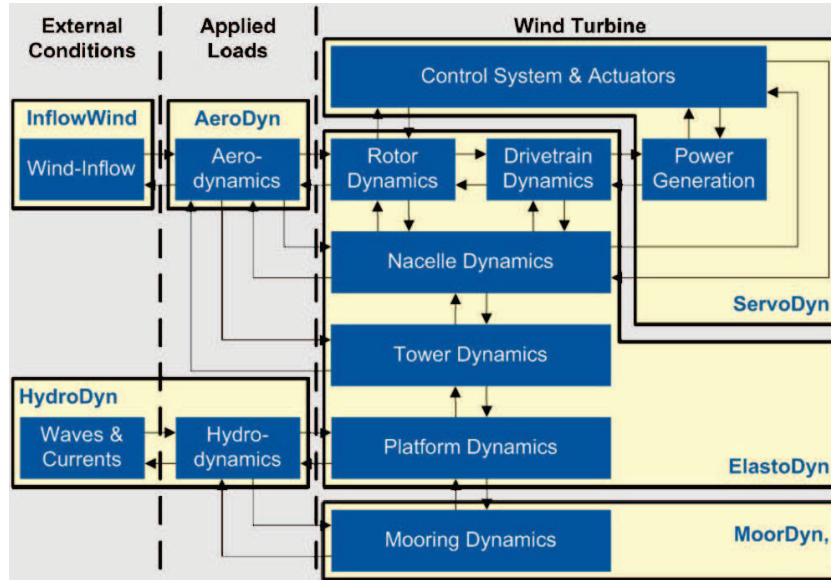 External
Conditions
Applied
Loads
Wind Turbine
Control System & Actuators
InflowWind
AeroDyn
Wind-Inflow
Aero-
dynamics
Rotor
Dynamics
Drivetrain
Dynamics
Power
Generation
Nacelle Dynamics
ServoDyn
Tower Dynamics
HydroDyn
Waves &
Currents
Hydro-
dynamics
Platform Dynamics
ElastoDyn
Mooring Dynamics
MoorDyn,